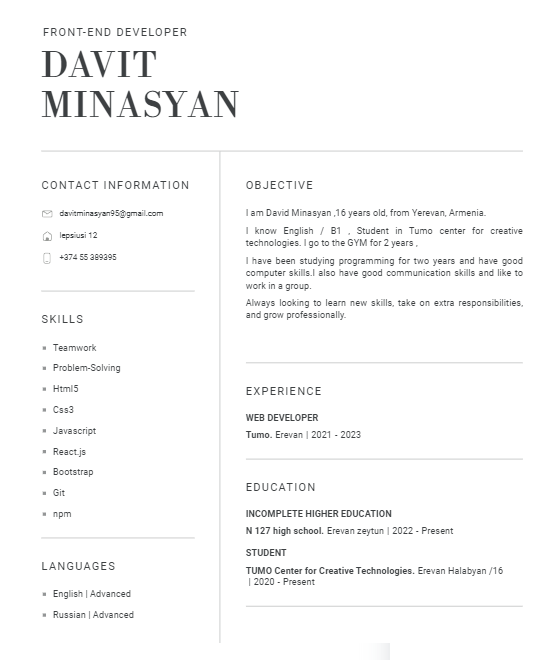 FRONT-END DEVELOPER
DAVIT
MINASYAN
CONTACT INFORMATION
davitminasyan95@gmail.com
lepsiusi 12
+374 55 389395
SKILLS
Teamwork
Problem-Solving
Html5
Css3
Javascript
React.js
Bootstrap
Git
npm
LANGUAGES
English | Advanced
Russian | Advanced
OBJECTIVE
I am David Minasyan ,16 years old, from Yerevan, Armenia.
I know English / B1 , Student in Tumo center for creative
technologies. I go to the GYM for 2 years ,
I have been studying programming for two years and have good
computer skills.I also have good communication skills and like to
work in a group.
Always looking to learn new skills, take on extra responsibilities,
and grow professionally.
EXPERIENCE
WEB DEVELOPER
Tumo. Erevan | 2021 - 2023
EDUCATION
INCOMPLETE HIGHER EDUCATION
N 127 high school. Erevan zeytun | 2022 - Present
STUDENT
TUMO Center for Creative Technologies. Erevan Halabyan /16
| 2020 - Present